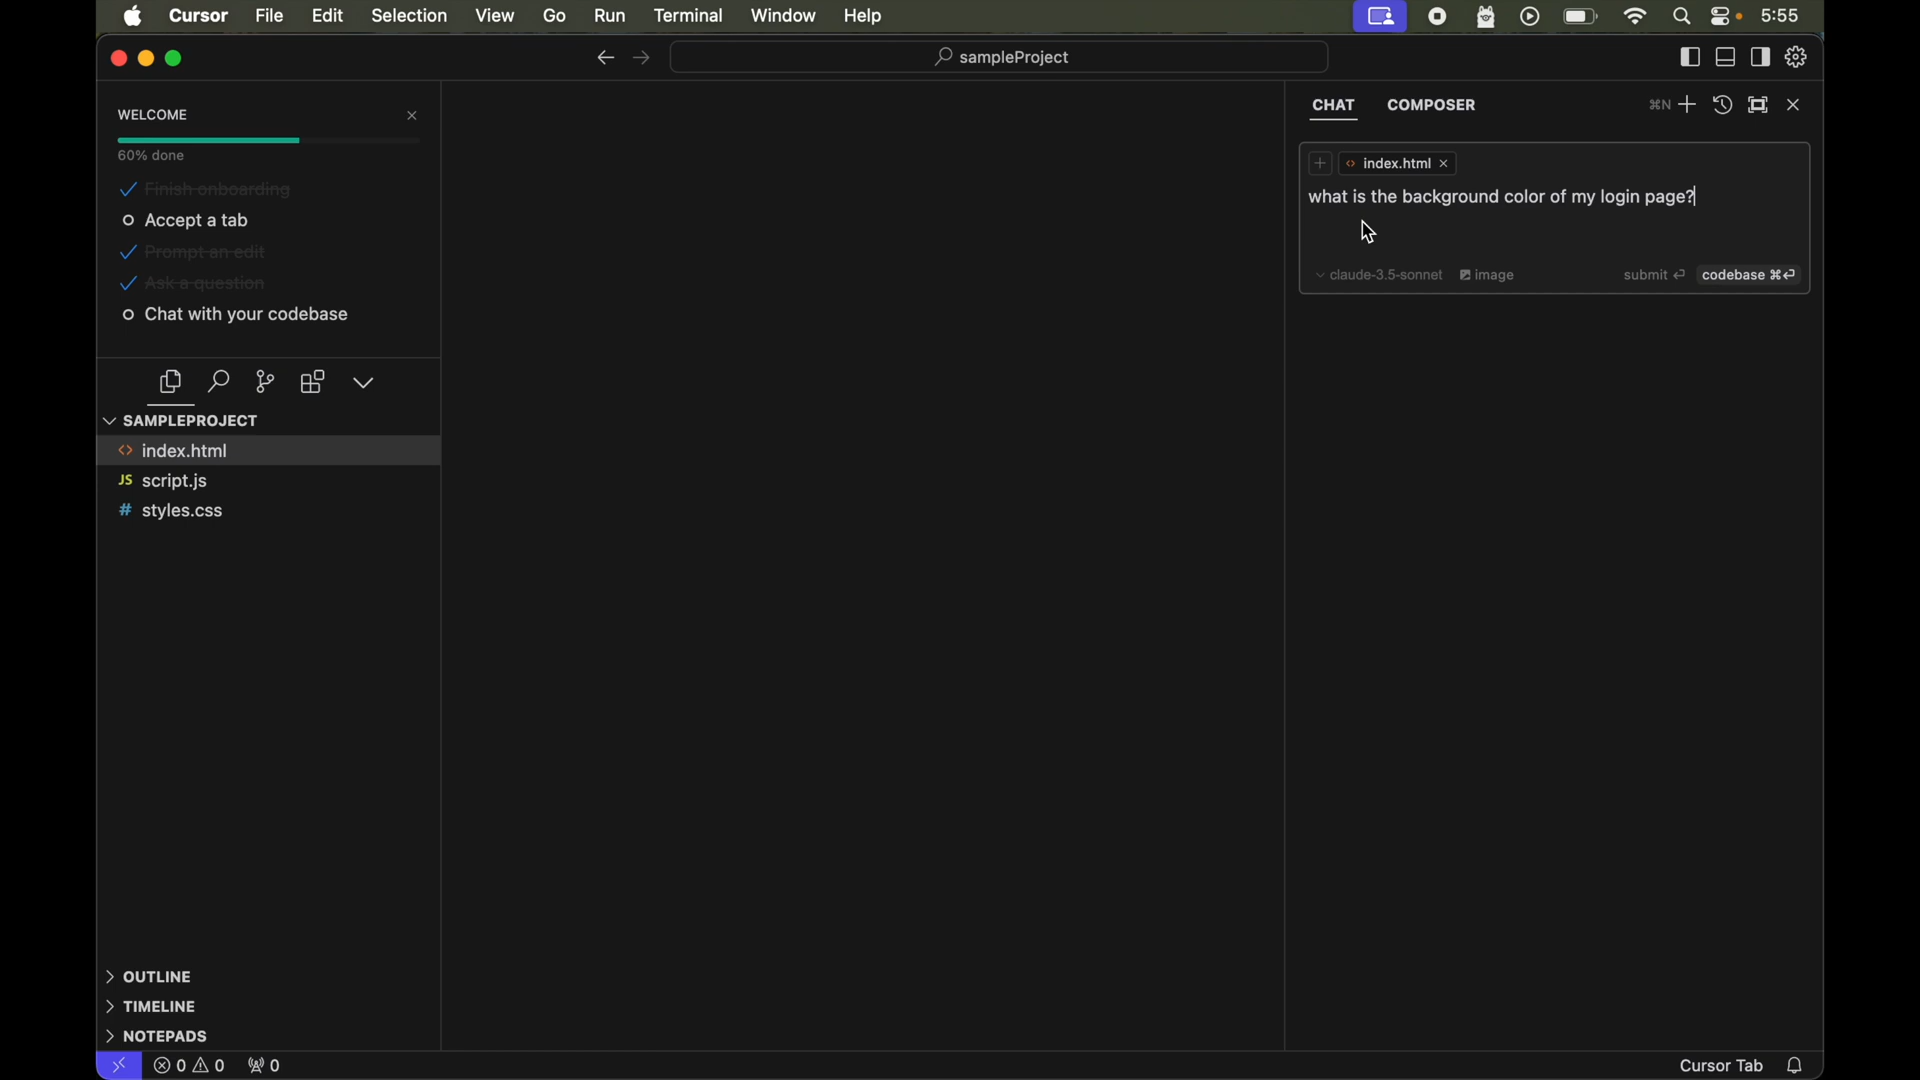 Cursor File Edit Selection View Go Run Terminal Window Help 5:55
sampleProject
WELCOME
60% done
Finish onboarding
Accept a tab
Prompt an edit
Ask a question
Chat with your codebase
SAMPLEPROJECT
<> index.html
JS script.js
# styles.css
OUTLINE
TIMELINE
NOTEPADS
CHAT COMPOSER ⌘N
<> index.html
what is the background color of my login page?
claude-3.5-sonnet image submit ⏎ codebase ⌘⏎
0 0 0 Cursor Tab